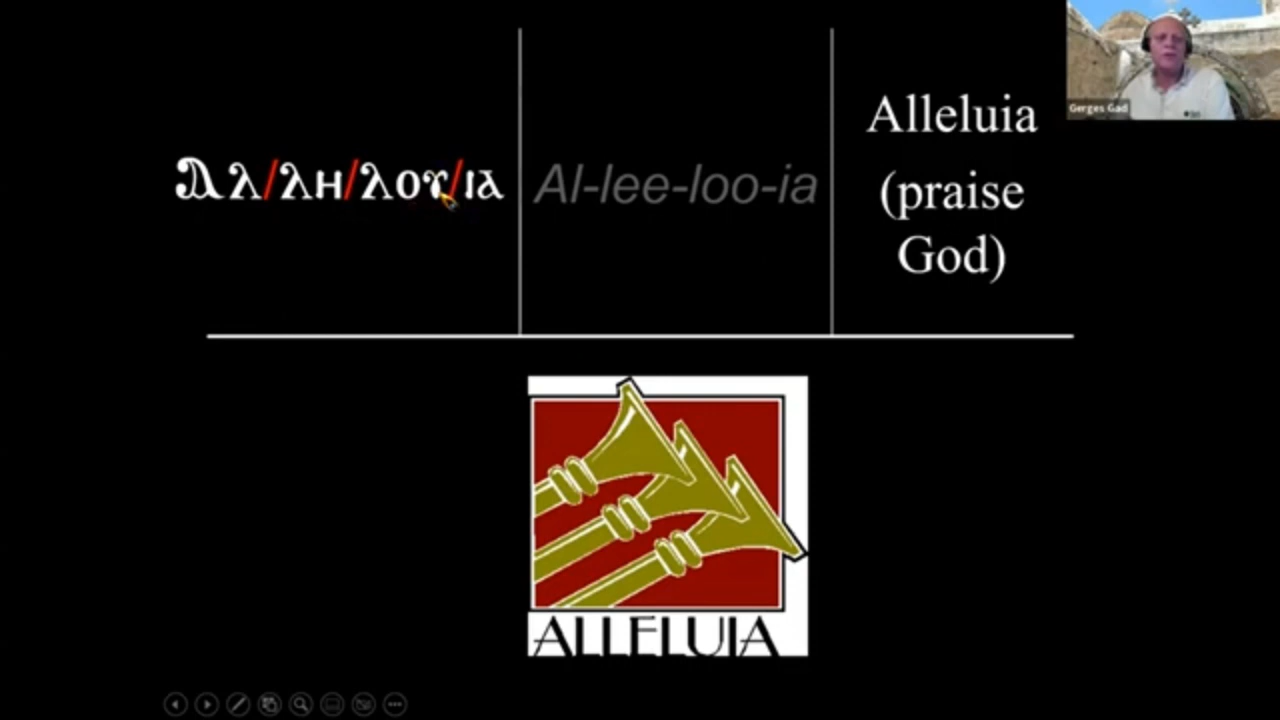 Ⲁⲗ/ⲗⲏ/ⲗⲟⲩ/ⲓⲁ
Al-lee-loo-ia
Alleluia
(praise
God)
Gerges Gad
ALLELUIA